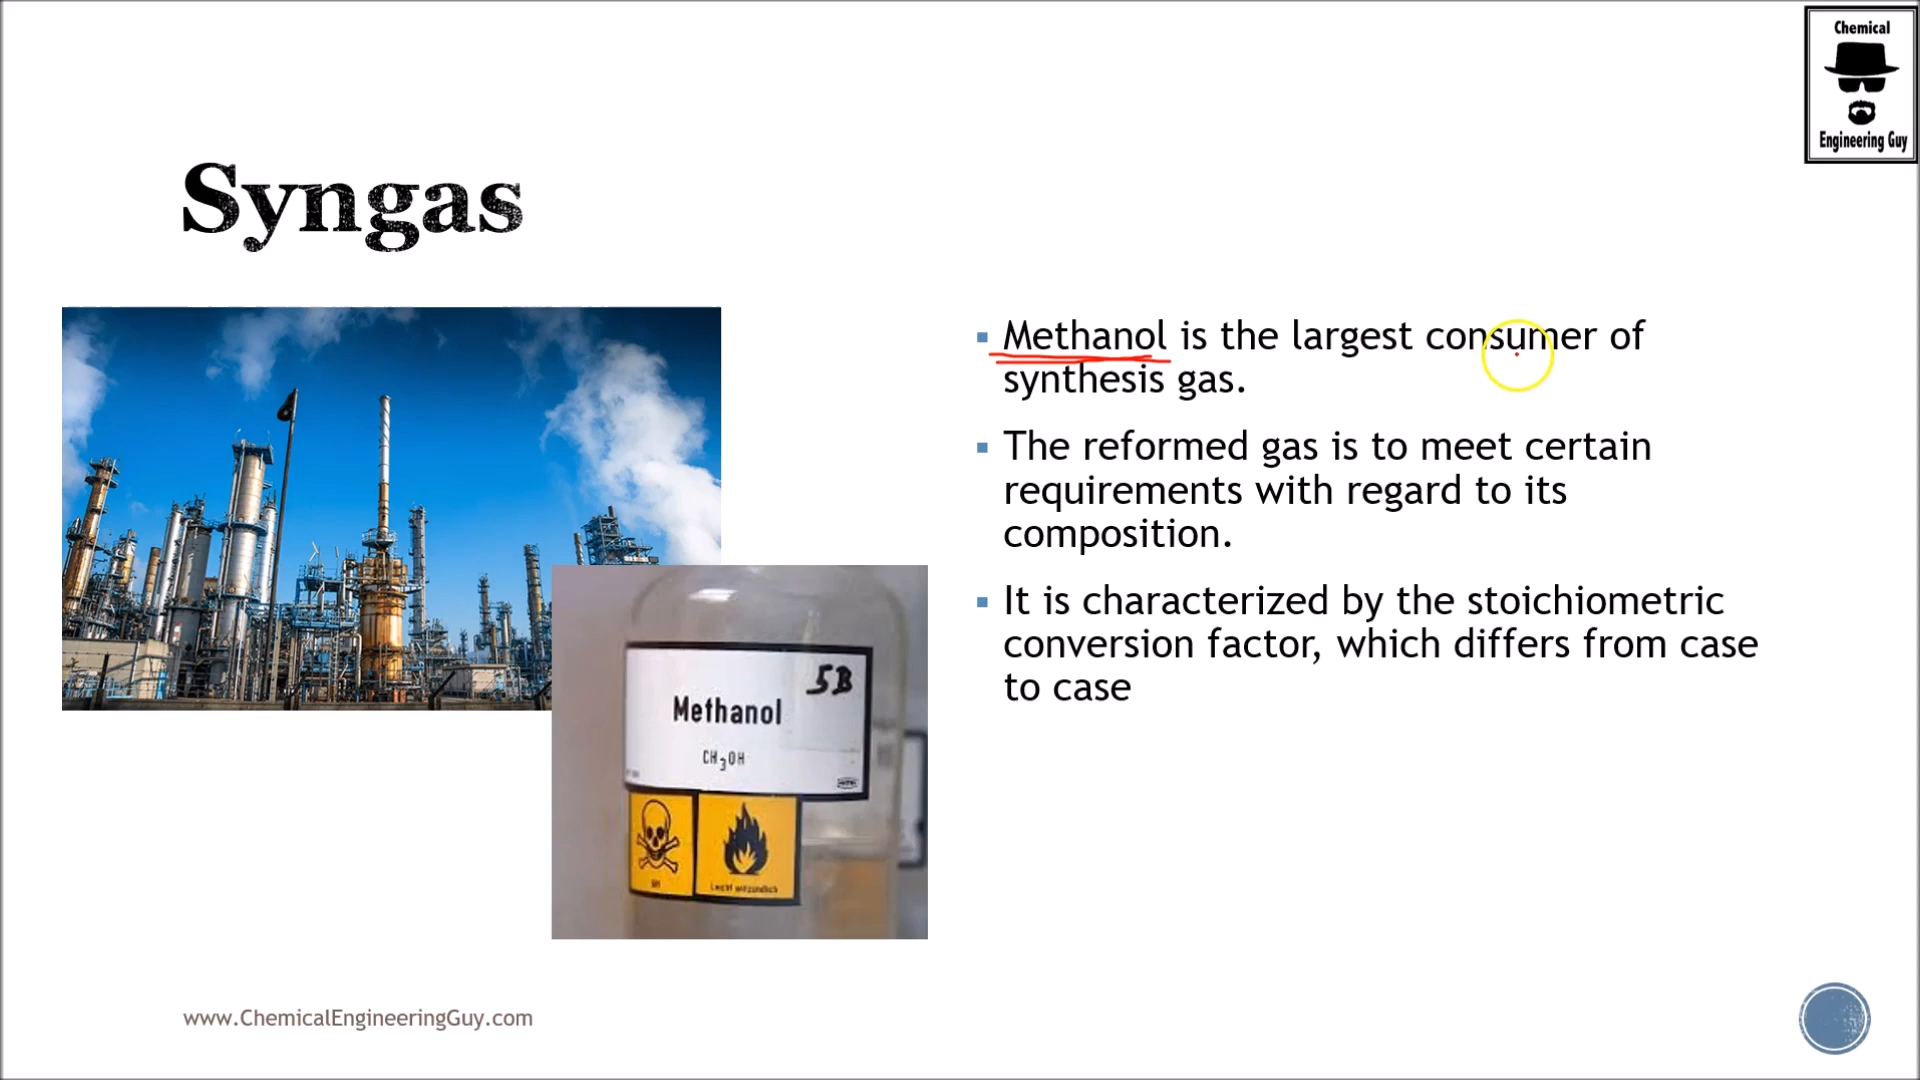 Chemical
Engineering Guy
Syngas
Methanol is the largest consumer of
synthesis gas.
The reformed gas is to meet certain
requirements with regard to its
composition.
It is characterized by the stoichiometric
conversion factor, which differs from case
to case
5B
Methanol
CH₃OH
Leicht entzündlich
www.ChemicalEngineeringGuy.com